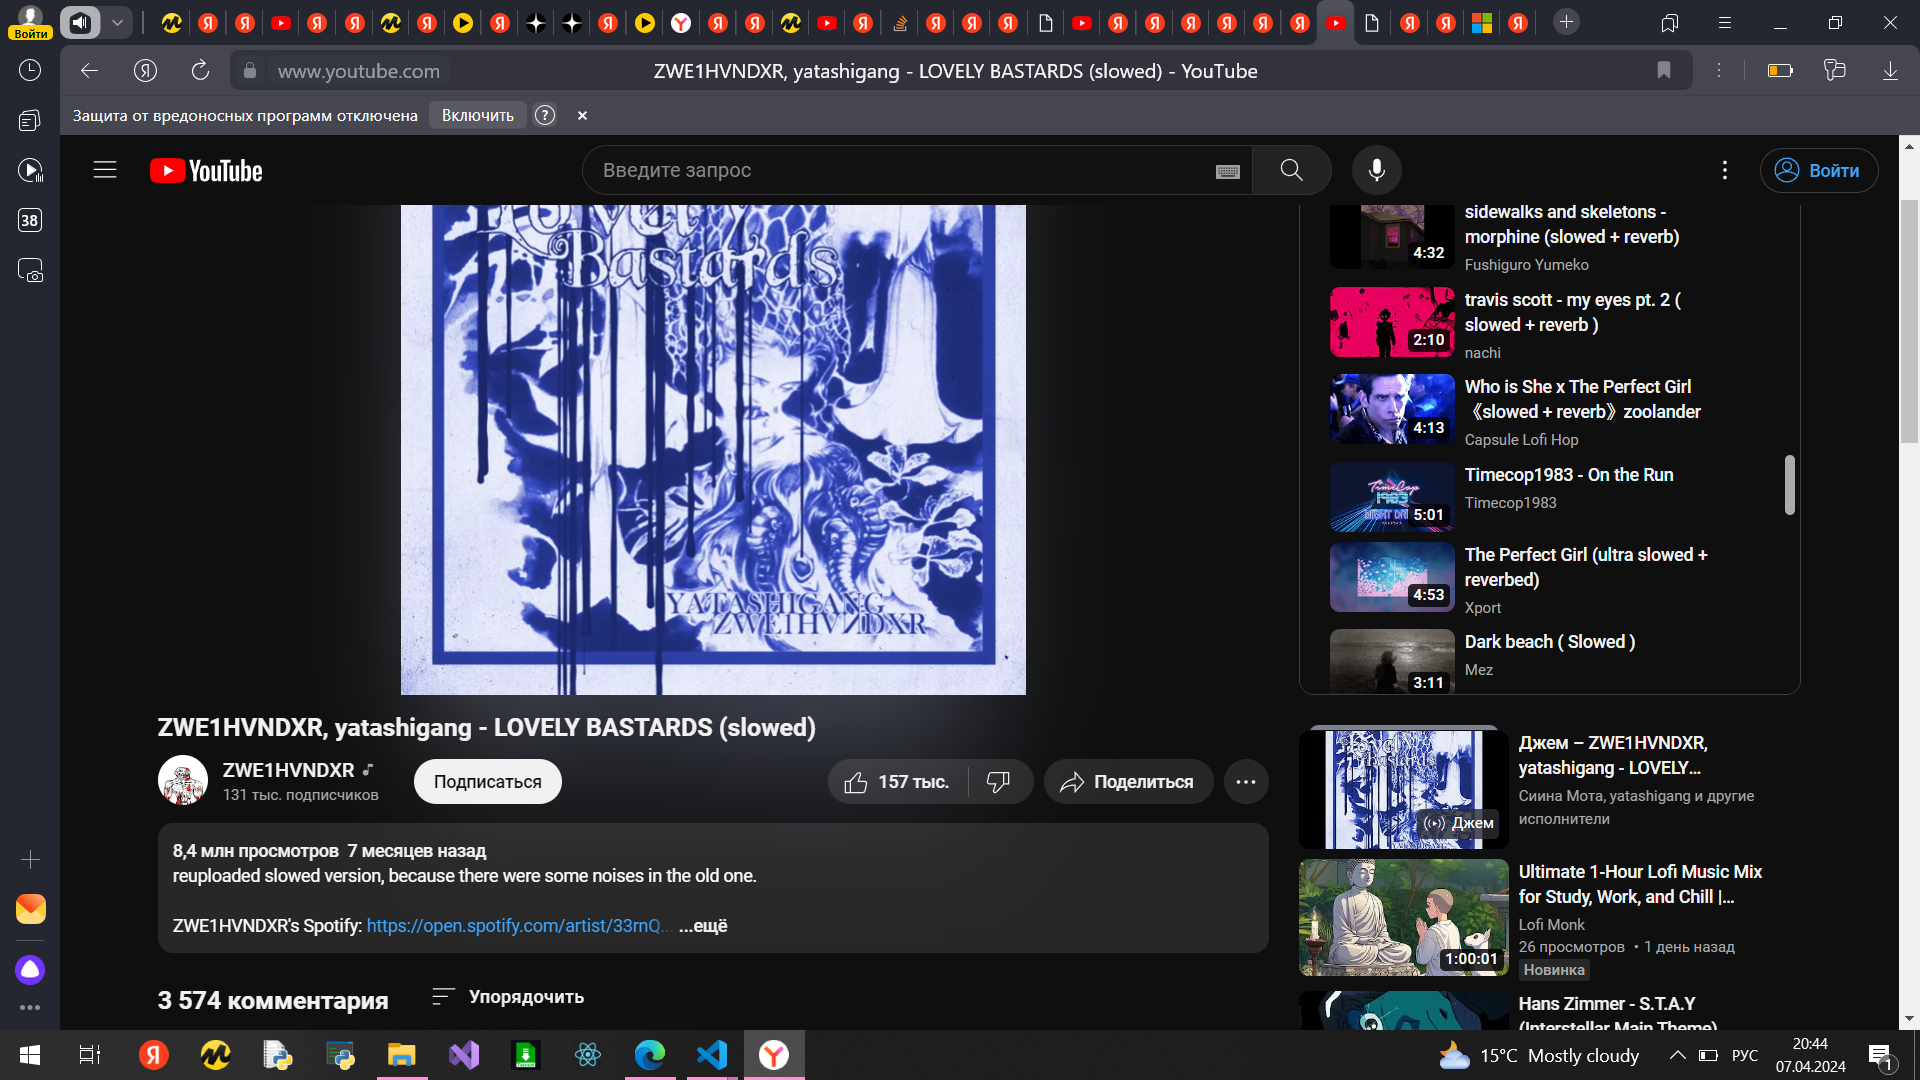 Войти
www.youtube.com
ZWE1HVNDXR, yatashigang - LOVELY BASTARDS (slowed) - YouTube
Защита от вредоносных программ отключена
Включить
38
YouTube
Введите запрос
Войти
Lovely
Bastards
YATASHIGANG
ZWE1HVNDXR
sidewalks and skeletons -
morphine (slowed + reverb)
Fushiguro Yumeko
4:32
travis scott - my eyes pt. 2 (
slowed + reverb )
nachi
2:10
Who is She x The Perfect Girl
《slowed + reverb》zoolander
Capsule Lofi Hop
4:13
Timecop1983 - On the Run
Timecop1983
5:01
The Perfect Girl (ultra slowed +
reverbed)
Xport
4:53
Dark beach ( Slowed )
Mez
3:11
ZWE1HVNDXR, yatashigang - LOVELY BASTARDS (slowed)
ZWE1HVNDXR
131 тыс. подписчиков
Подписаться
157 тыс.
Поделиться
8,4 млн просмотров 7 месяцев назад
reuploaded slowed version, because there were some noises in the old one.
ZWE1HVNDXR's Spotify: https://open.spotify.com/artist/33rnQ... ...ещё
3 574 комментария
Упорядочить
Джем – ZWE1HVNDXR,
yatashigang - LOVELY...
Сиина Мота, yatashigang и другие
исполнители
Джем
Ultimate 1-Hour Lofi Music Mix
for Study, Work, and Chill |...
Lofi Monk
26 просмотров • 1 день назад
Новинка
1:00:01
Hans Zimmer - S.T.A.Y
(Interstellar Main Theme)
15°C Mostly cloudy
РУС
20:44
07.04.2024
1